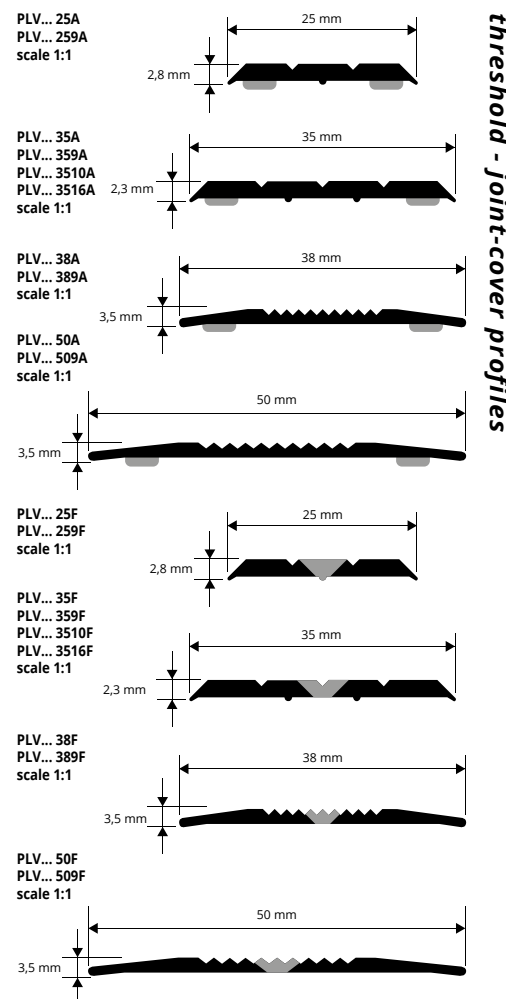 PLV... 25A
PLV... 259A
scale 1:1
25 mm
2,8 mm
PLV... 35A
PLV... 359A
PLV... 3510A
PLV... 3516A
scale 1:1
35 mm
2,3 mm
PLV... 38A
PLV... 389A
scale 1:1
38 mm
3,5 mm
PLV... 50A
PLV... 509A
scale 1:1
50 mm
3,5 mm
PLV... 25F
PLV... 259F
scale 1:1
25 mm
2,8 mm
PLV... 35F
PLV... 359F
PLV... 3510F
PLV... 3516F
scale 1:1
35 mm
2,3 mm
PLV... 38F
PLV... 389F
scale 1:1
38 mm
3,5 mm
PLV... 50F
PLV... 509F
scale 1:1
50 mm
3,5 mm
threshold - joint-cover profiles